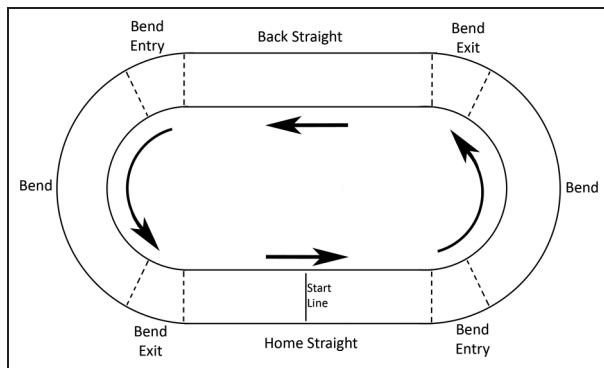 Bend
Entry
Back Straight
Bend
Exit
Bend
Bend
Start
Line
Bend
Exit
Home Straight
Bend
Entry